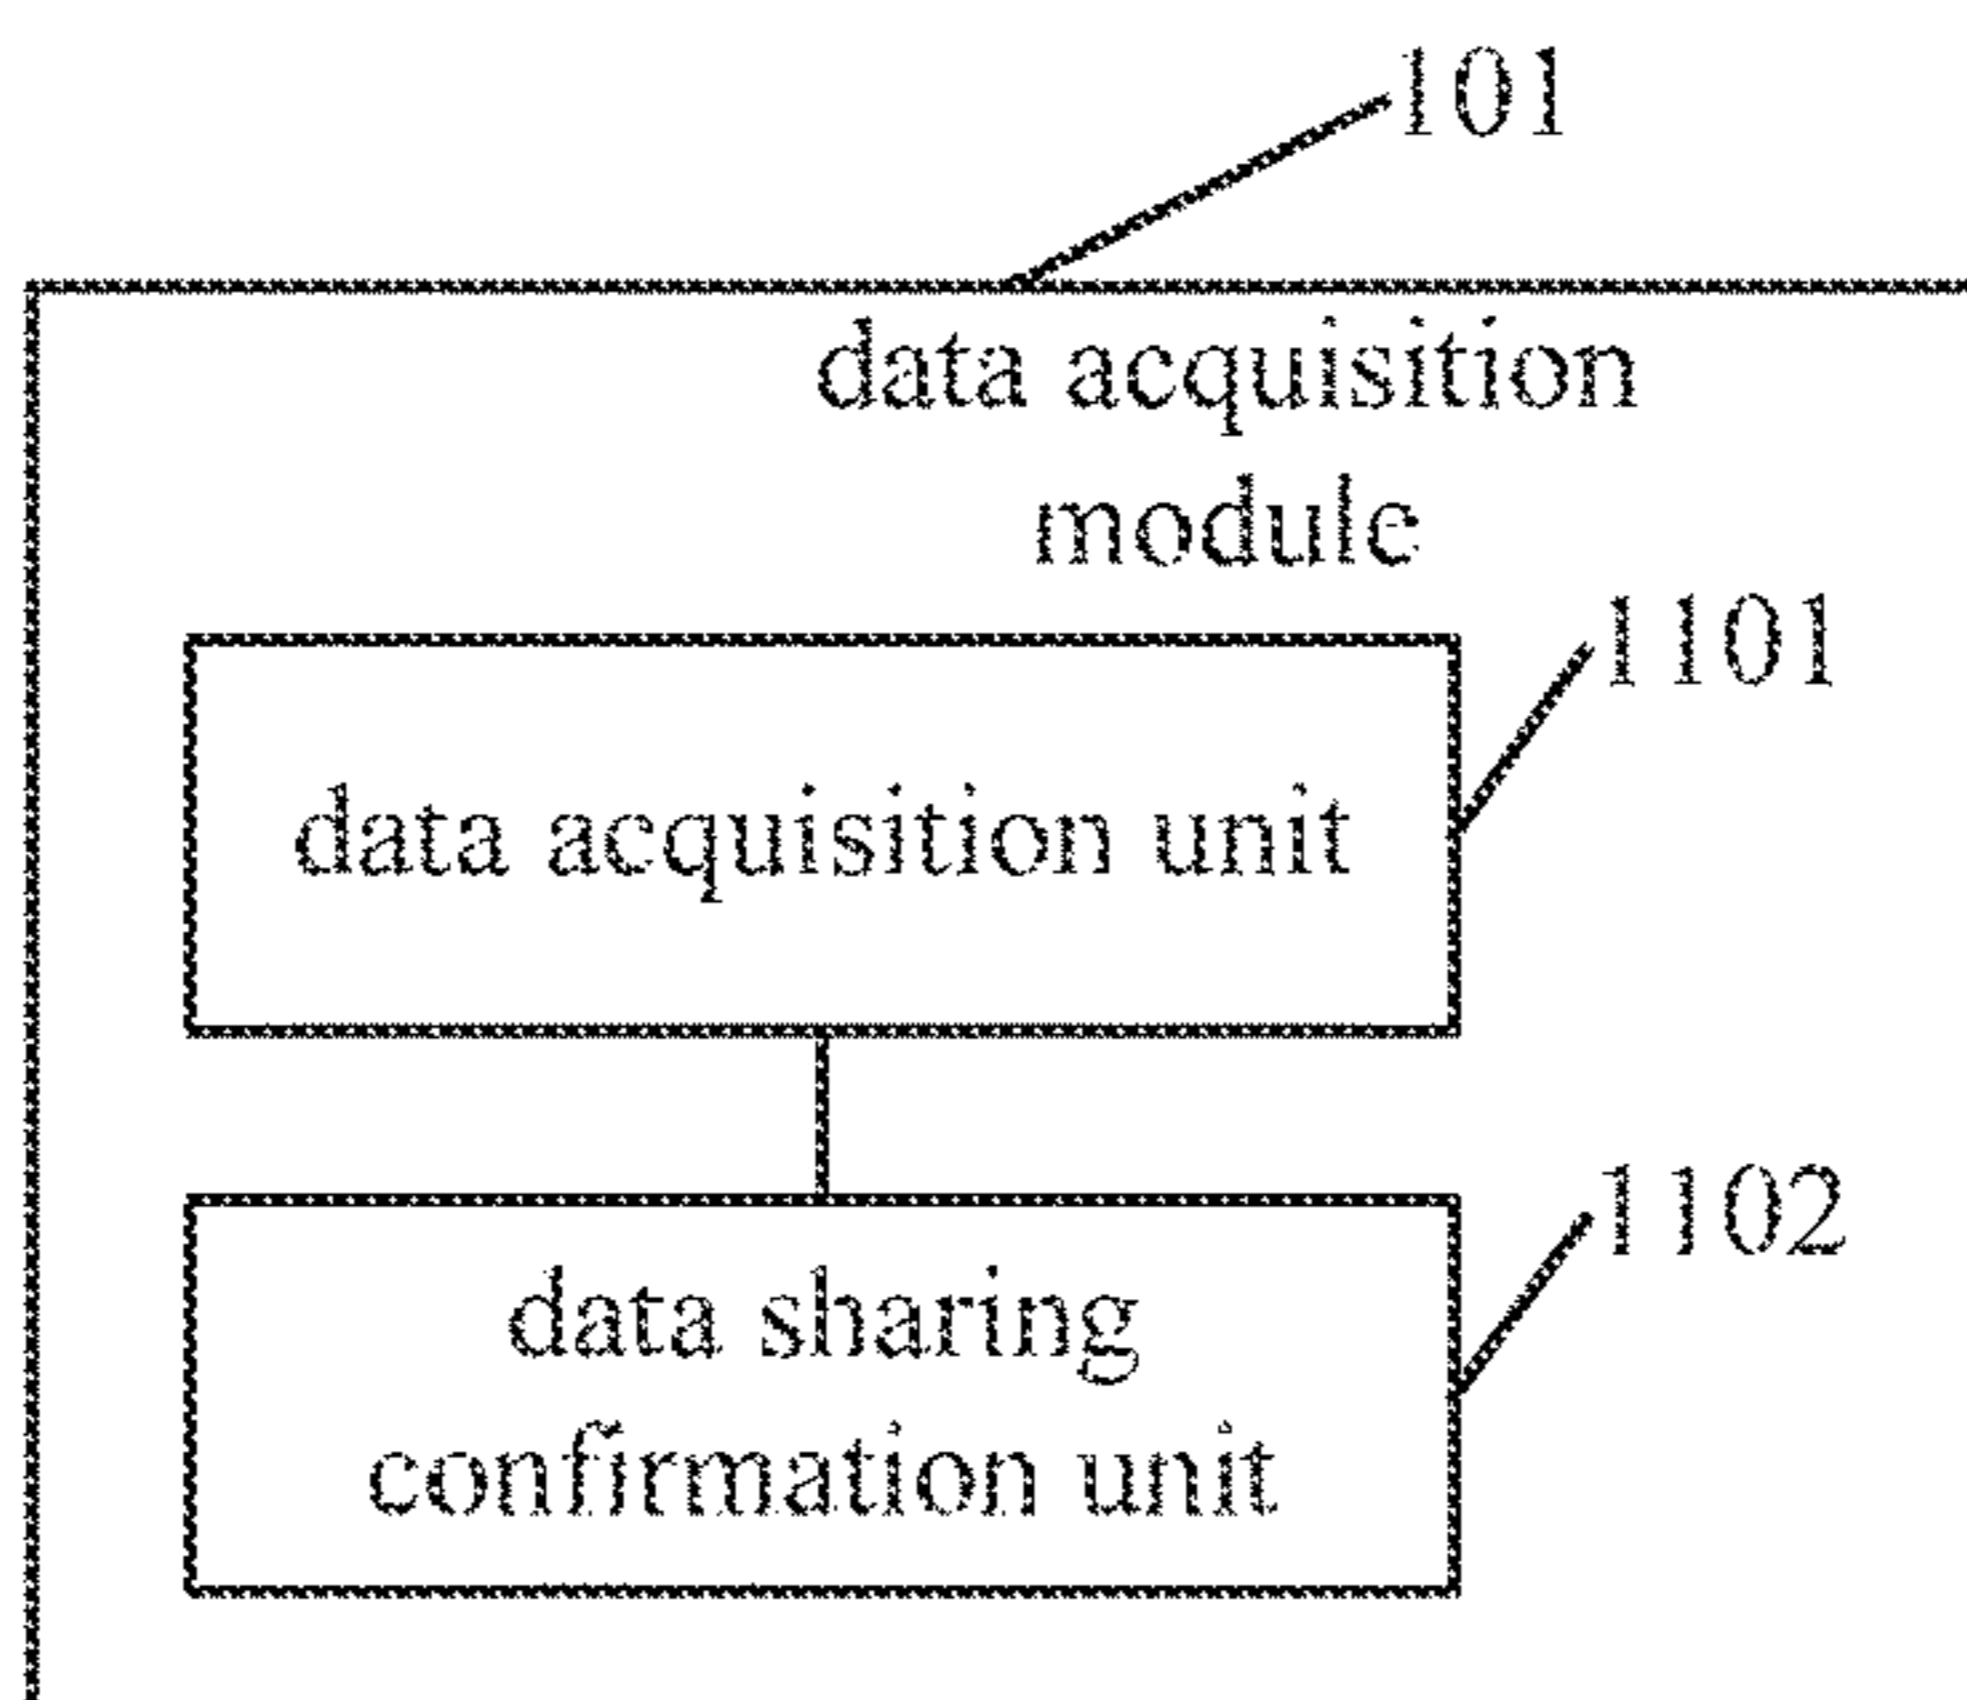 101
data acquisition
module
1101
data acquisition unit
1102
data sharing
confirmation unit